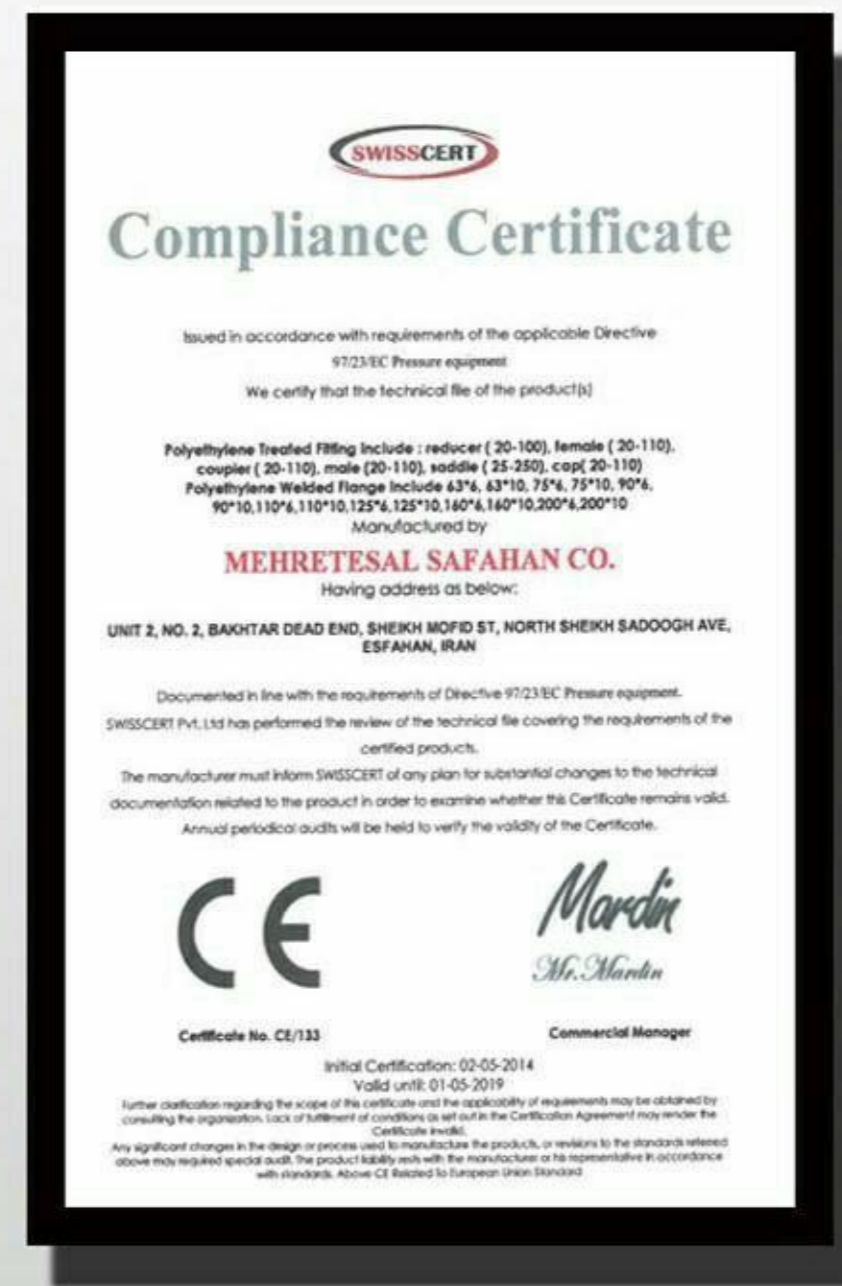 SWISSCERT
Compliance Certificate
Issued in accordance with requirements of the applicable Directive
97/23/EC Pressure equipment
We certify that the technical file of the product(s)
Polyethylene Treated Fitting include : reducer ( 20-100), female ( 20-110),
coupler ( 20-110), male (20-110), saddle ( 25-250), cap( 20-110)
Polyethylene Welded Flange Include 63*6, 63*10, 75*6, 75*10, 90*6,
90*10,110*6,110*10,125*6,125*10,160*6,160*10,200*6,200*10
Manufactured by
MEHRETESAL SAFAHAN CO.
Having address as below:
UNIT 2, NO. 2, BAKHTAR DEAD END, SHEIKH MOFID ST, NORTH SHEIKH SADOOGH AVE,
ESFAHAN, IRAN
Documented in line with the requirements of Directive 97/23/EC Pressure equipment.
SWISSCERT Pvt. Ltd has performed the review of the technical file covering the requirements of the
certified products.
The manufacturer must inform SWISSCERT of any plan for substantial changes to the technical
documentation related to the product in order to examine whether this Certificate remains valid.
Annual periodical audits will be held to verify the validity of the Certificate.
CE
Mardin
Mr. Mardin
Certificate No. CE/133
Commercial Manager
Initial Certification: 02-05-2014
Valid until: 01-05-2019
Further clarification regarding the scope of this certificate and the applicability of requirements may be obtained by
consulting the organization. Lack of fulfillment of conditions as set out in the Certification Agreement may render the
Certificate invalid.
Any significant changes in the design or process used to manufacture the products, or revisions to the standards refered
above may required special audit. The product liability rests with the manufacturer or his representative in accordance
with standards. Above CE Related To European Union Standard